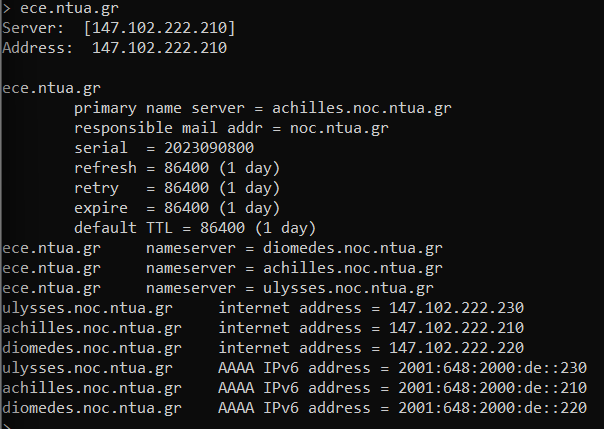 > ece.ntua.gr
Server:  [147.102.222.210]
Address:  147.102.222.210
ece.ntua.gr
        primary name server = achilles.noc.ntua.gr
        responsible mail addr = noc.ntua.gr
        serial  = 2023090800
        refresh = 86400 (1 day)
        retry   = 86400 (1 day)
        expire  = 86400 (1 day)
        default TTL = 86400 (1 day)
ece.ntua.gr     nameserver = diomedes.noc.ntua.gr
ece.ntua.gr     nameserver = achilles.noc.ntua.gr
ece.ntua.gr     nameserver = ulysses.noc.ntua.gr
ulysses.noc.ntua.gr     internet address = 147.102.222.230
achilles.noc.ntua.gr    internet address = 147.102.222.210
diomedes.noc.ntua.gr    internet address = 147.102.222.220
ulysses.noc.ntua.gr     AAAA IPv6 address = 2001:648:2000:de::230
achilles.noc.ntua.gr    AAAA IPv6 address = 2001:648:2000:de::210
diomedes.noc.ntua.gr    AAAA IPv6 address = 2001:648:2000:de::220